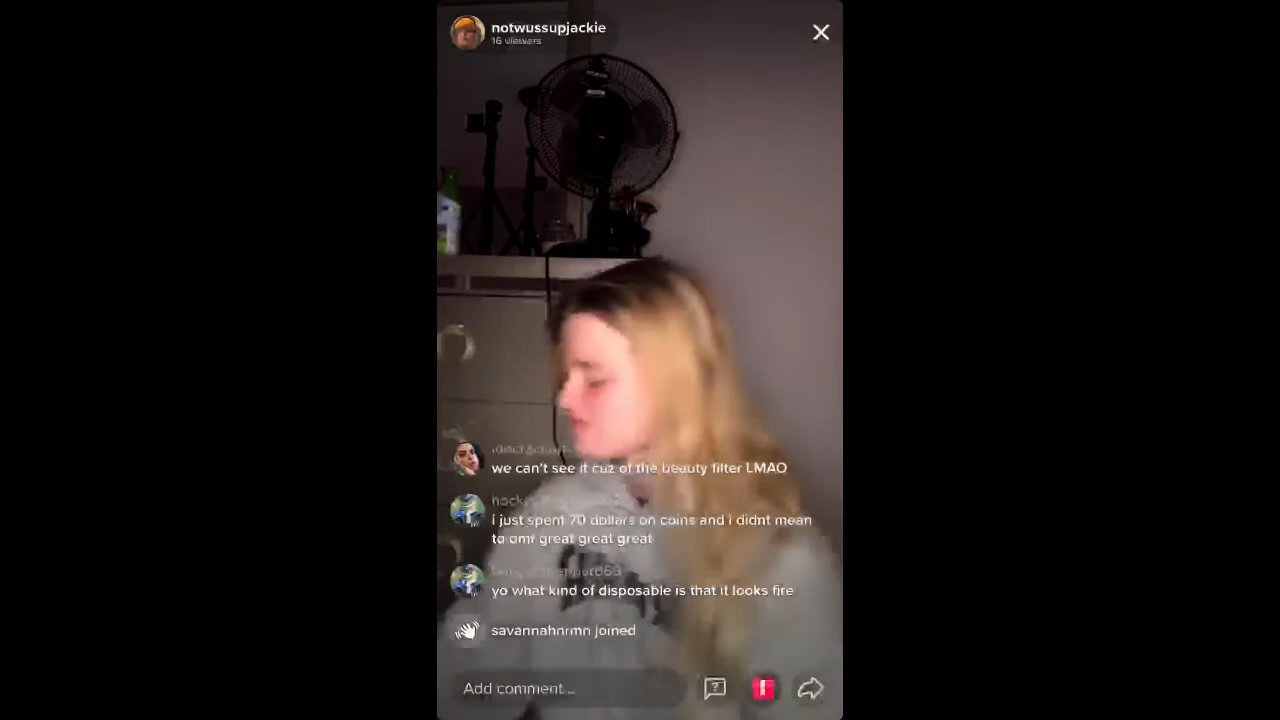 notwussupjackie
16 viewers
we can't see it cuz of the beauty filter LMAO
i just spent 70 dollars on coins and i didnt mean
to omf great great great
yo what kind of disposable is that it looks fire
savannahnrmn joined
Add comment...